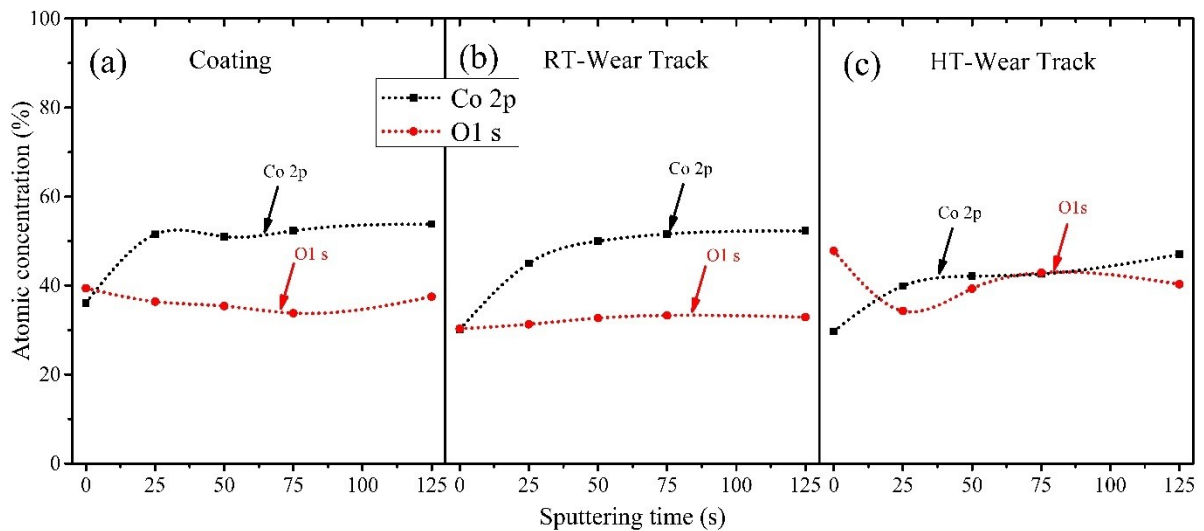 100
80
60
40
20
0
Atomic concentration (%)
(a)
Coating
Co 2p
O1 s
Co 2p
O1 s
0 25 50 75 100 125
(b)
RT-Wear Track
Co 2p
O1 s
0 25 50 75 100 125
(c)
HT-Wear Track
Co 2p
O1s
0 25 50 75 100 125
Sputtering time (s)